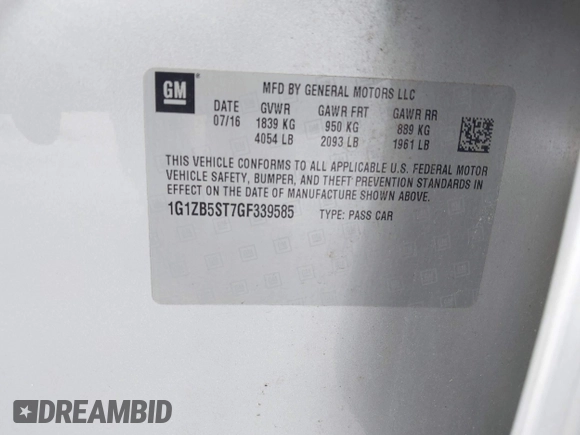 GM
MFD BY GENERAL MOTORS LLC
DATE GVWR GAWR FRT GAWR RR
07/16 1839 KG 950 KG 889 KG
4054 LB 2093 LB 1961 LB
THIS VEHICLE CONFORMS TO ALL APPLICABLE U.S. FEDERAL MOTOR
VEHICLE SAFETY, BUMPER, AND THEFT PREVENTION STANDARDS IN
EFFECT ON THE DATE OF MANUFACTURE SHOWN ABOVE.
1G1ZB5ST7GF339585 TYPE: PASS CAR
DREAMBID